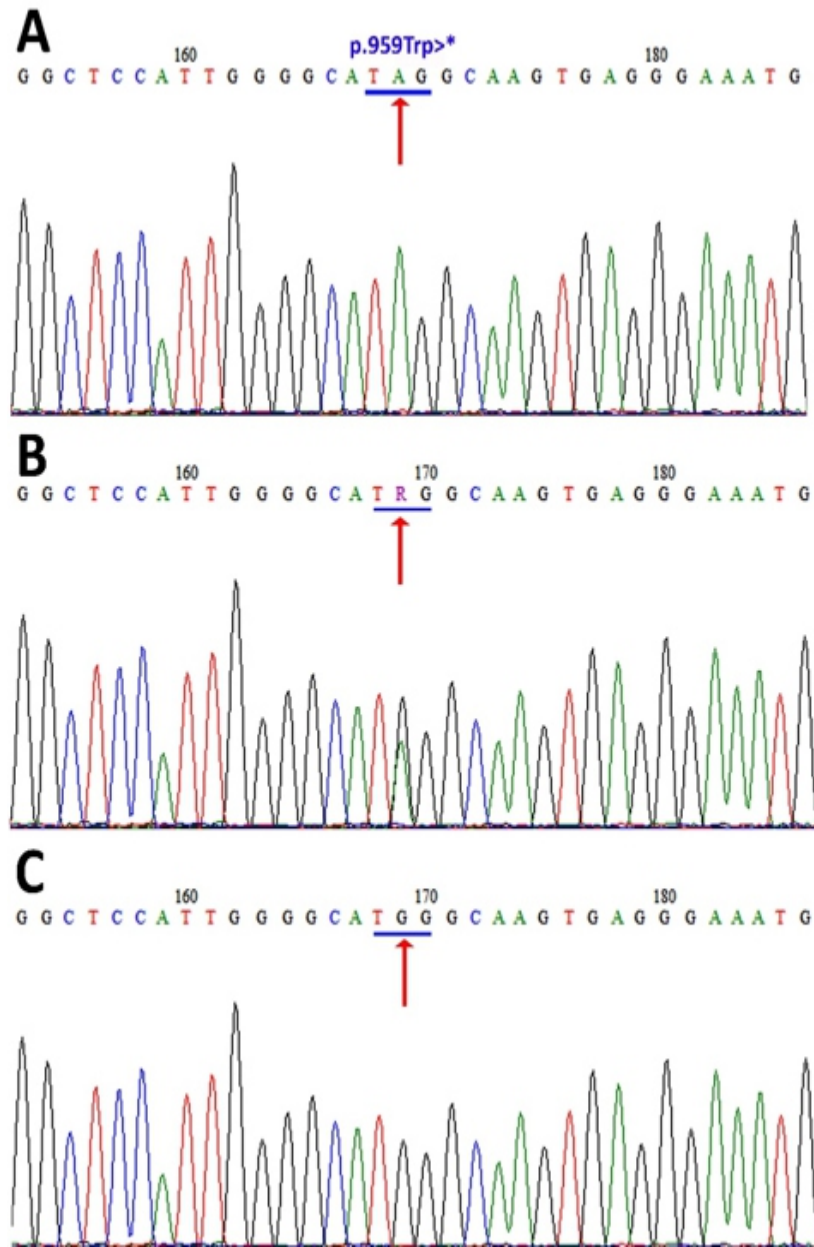 A
p.959Trp>*
160 180
G G C T C C A T T G G G G C A T A G G C A A G T G A G G G A A A T G
B
160 170 180
G G C T C C A T T G G G G C A T R G G C A A G T G A G G G A A A T G
C
160 170 180
G G C T C C A T T G G G G C A T G G G C A A G T G A G G G A A A T G